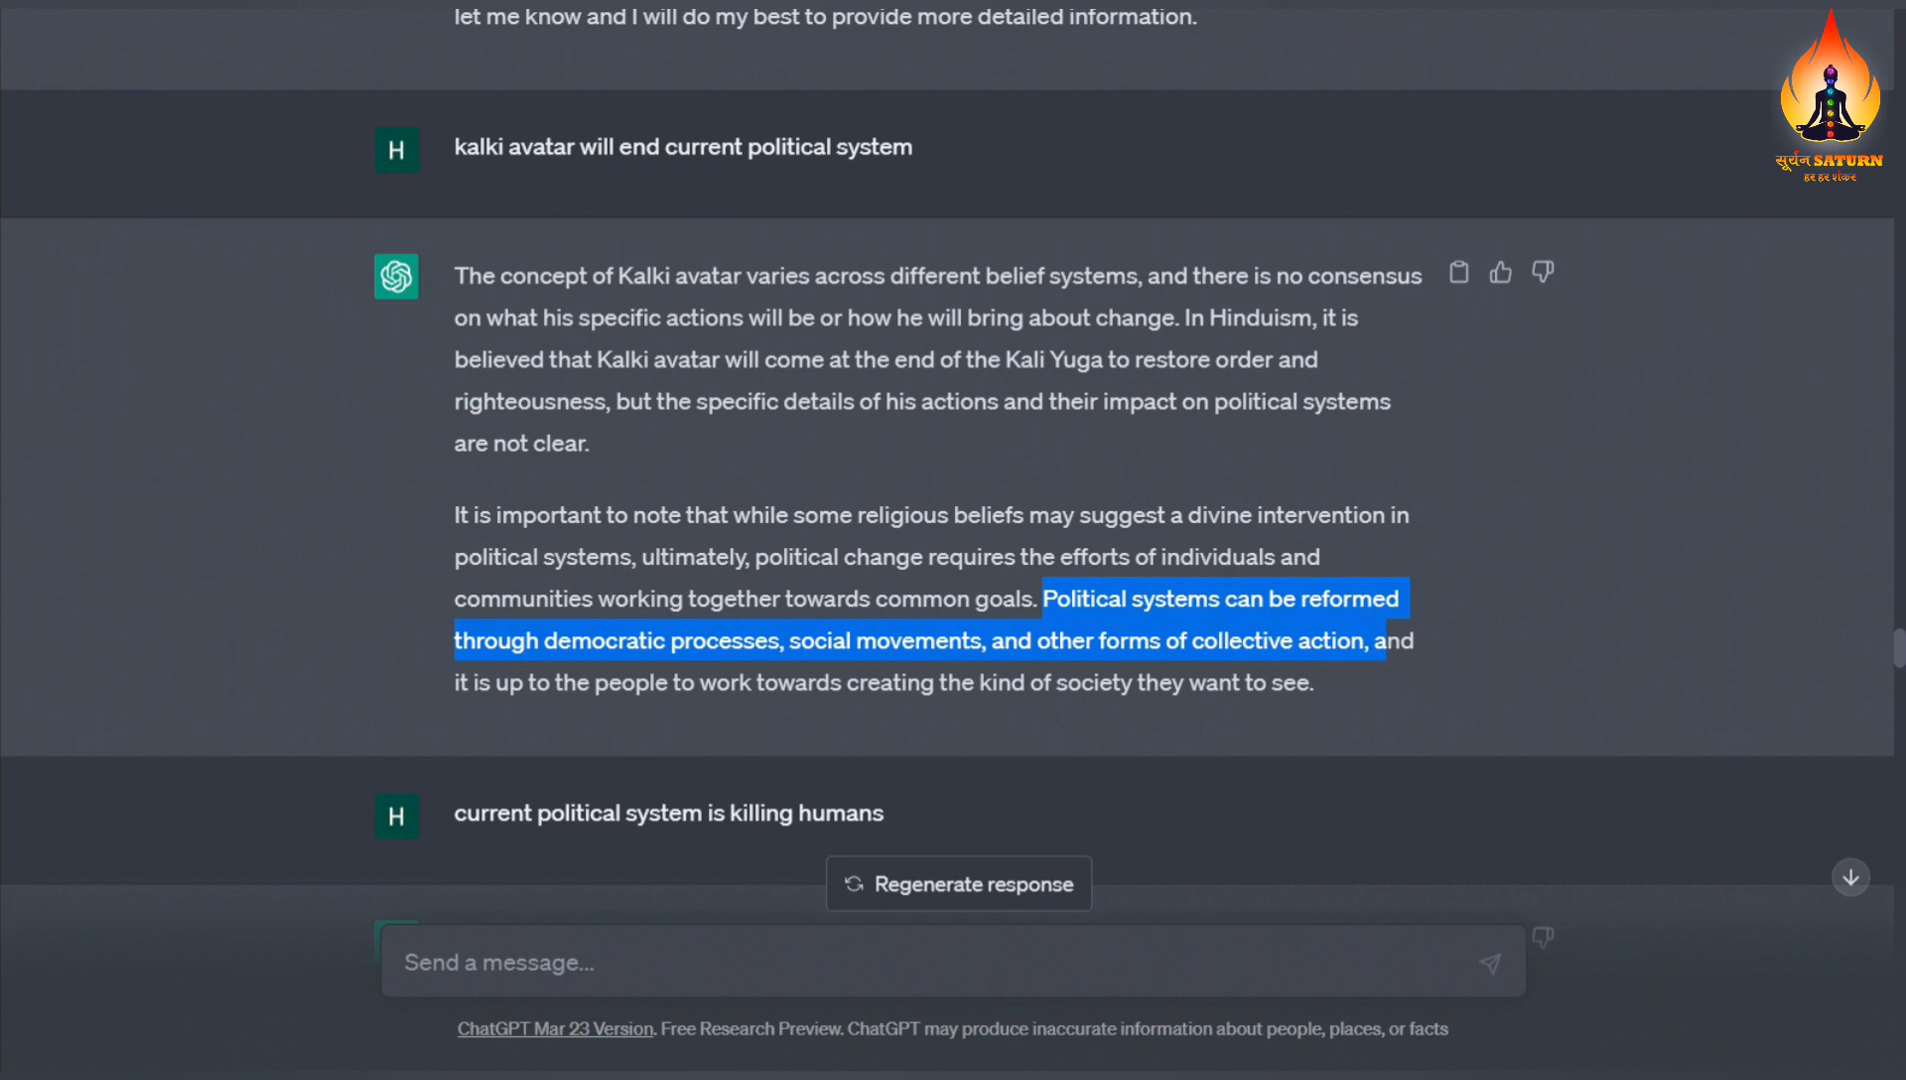 let me know and I will do my best to provide more detailed information.
सूर्यन SATURN
हर हर शंकर
H
kalki avatar will end current political system
The concept of Kalki avatar varies across different belief systems, and there is no consensus
on what his specific actions will be or how he will bring about change. In Hinduism, it is
believed that Kalki avatar will come at the end of the Kali Yuga to restore order and
righteousness, but the specific details of his actions and their impact on political systems
are not clear.
It is important to note that while some religious beliefs may suggest a divine intervention in
political systems, ultimately, political change requires the efforts of individuals and
communities working together towards common goals. Political systems can be reformed
through democratic processes, social movements, and other forms of collective action, and
it is up to the people to work towards creating the kind of society they want to see.
H
current political system is killing humans
Regenerate response
Send a message...
ChatGPT Mar 23 Version. Free Research Preview. ChatGPT may produce inaccurate information about people, places, or facts